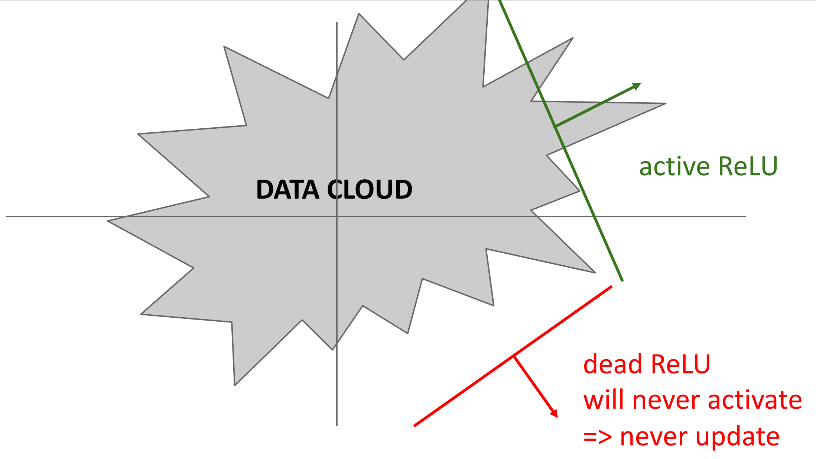 DATA CLOUD
active ReLU
dead ReLU
will never activate
=> never update